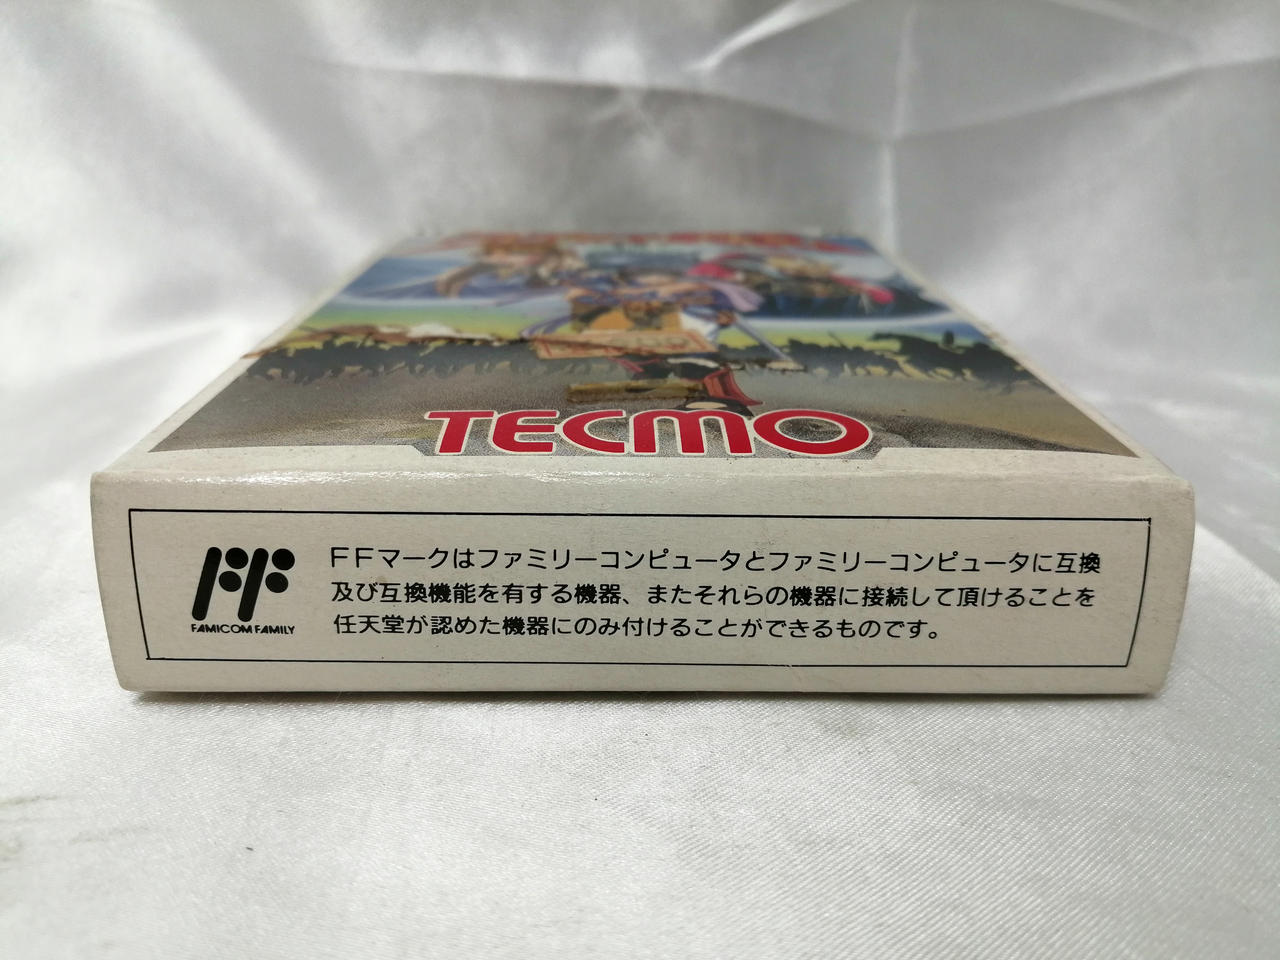 TECMO
FFマークはファミリーコンピュータとファミリーコンピュータに互換
及び互換機能を有する機器、またそれらの機器に接続して頂けることを
任天堂が認めた機器にのみ付けることができるものです。
FF
FAMICOM FAMILY